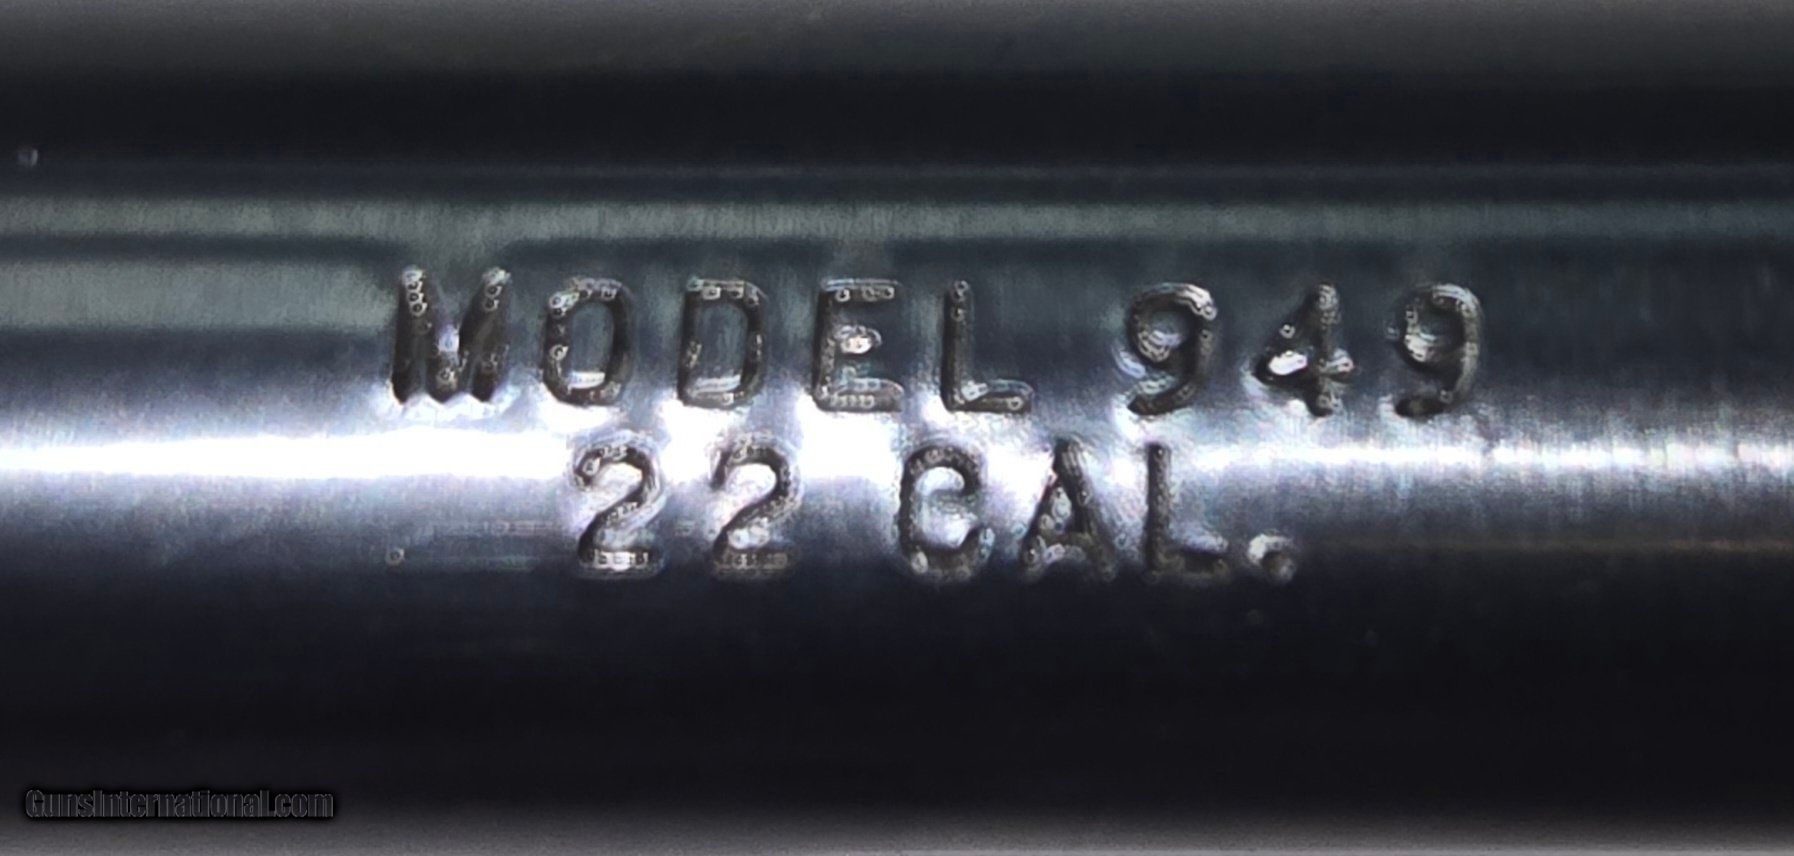 MODEL 949
22 CAL.
GunsInternational.com